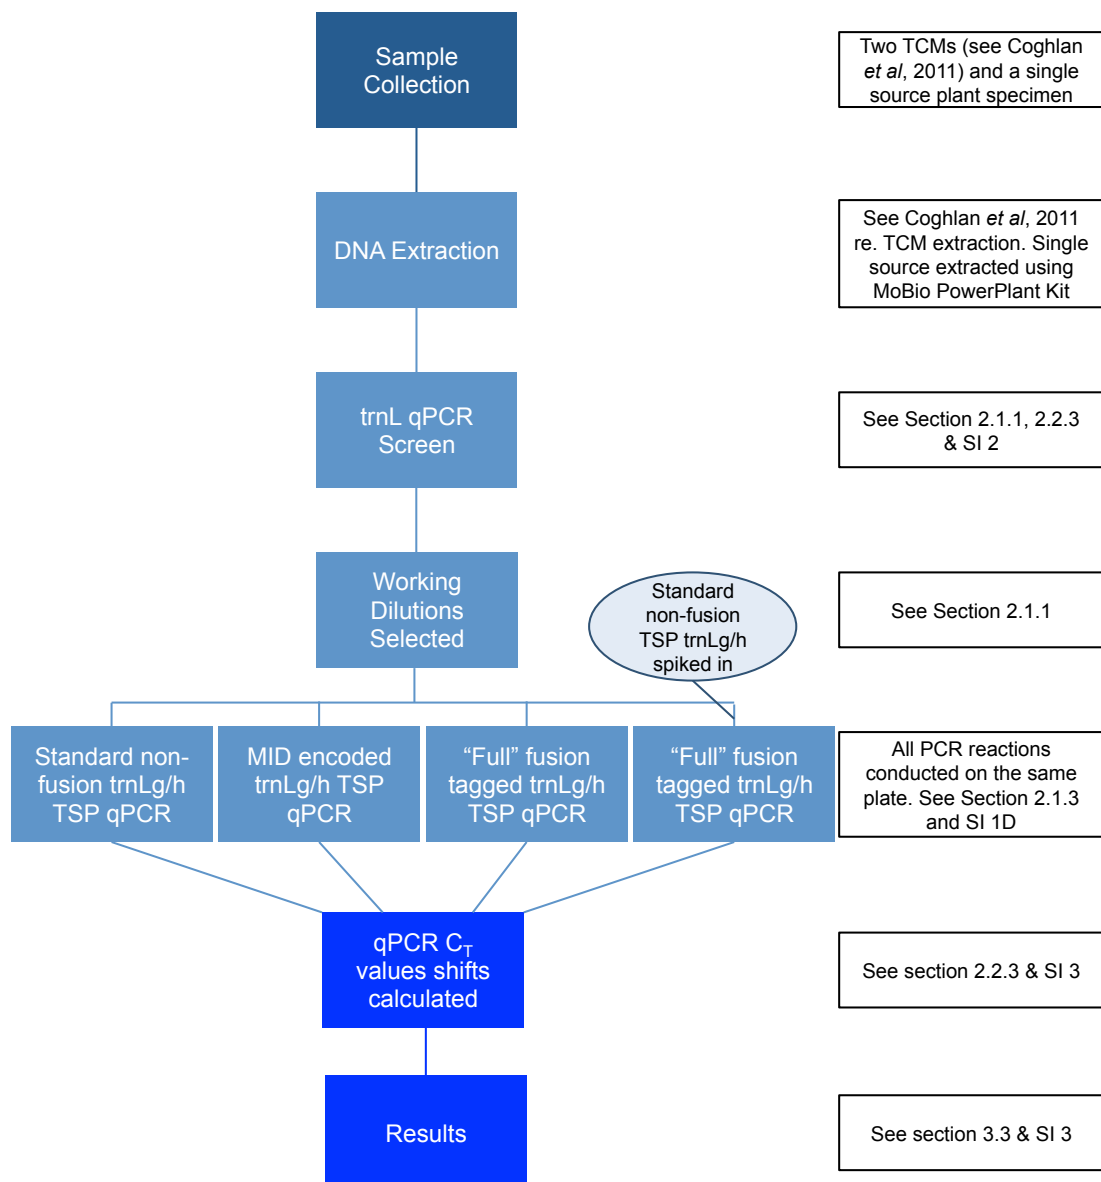 Sample
Collection
Two TCMs (see Coghlan
et al, 2011) and a single
source plant specimen
DNA Extraction
See Coghlan et al, 2011
re. TCM extraction. Single
source extracted using
MoBio PowerPlant Kit
trnL qPCR
Screen
See Section 2.1.1, 2.2.3
& SI 2
Working
Dilutions
Selected
Standard
non-fusion
TSP trnLg/h
spiked in
See Section 2.1.1
Standard non-
fusion trnLg/h
TSP qPCR
MID encoded
trnLg/h TSP
qPCR
“Full” fusion
tagged trnLg/h
TSP qPCR
“Full” fusion
tagged trnLg/h
TSP qPCR
All PCR reactions
conducted on the same
plate. See Section 2.1.3
and SI 1D
qPCR CT
values shifts
calculated
See section 2.2.3 & SI 3
Results
See section 3.3 & SI 3